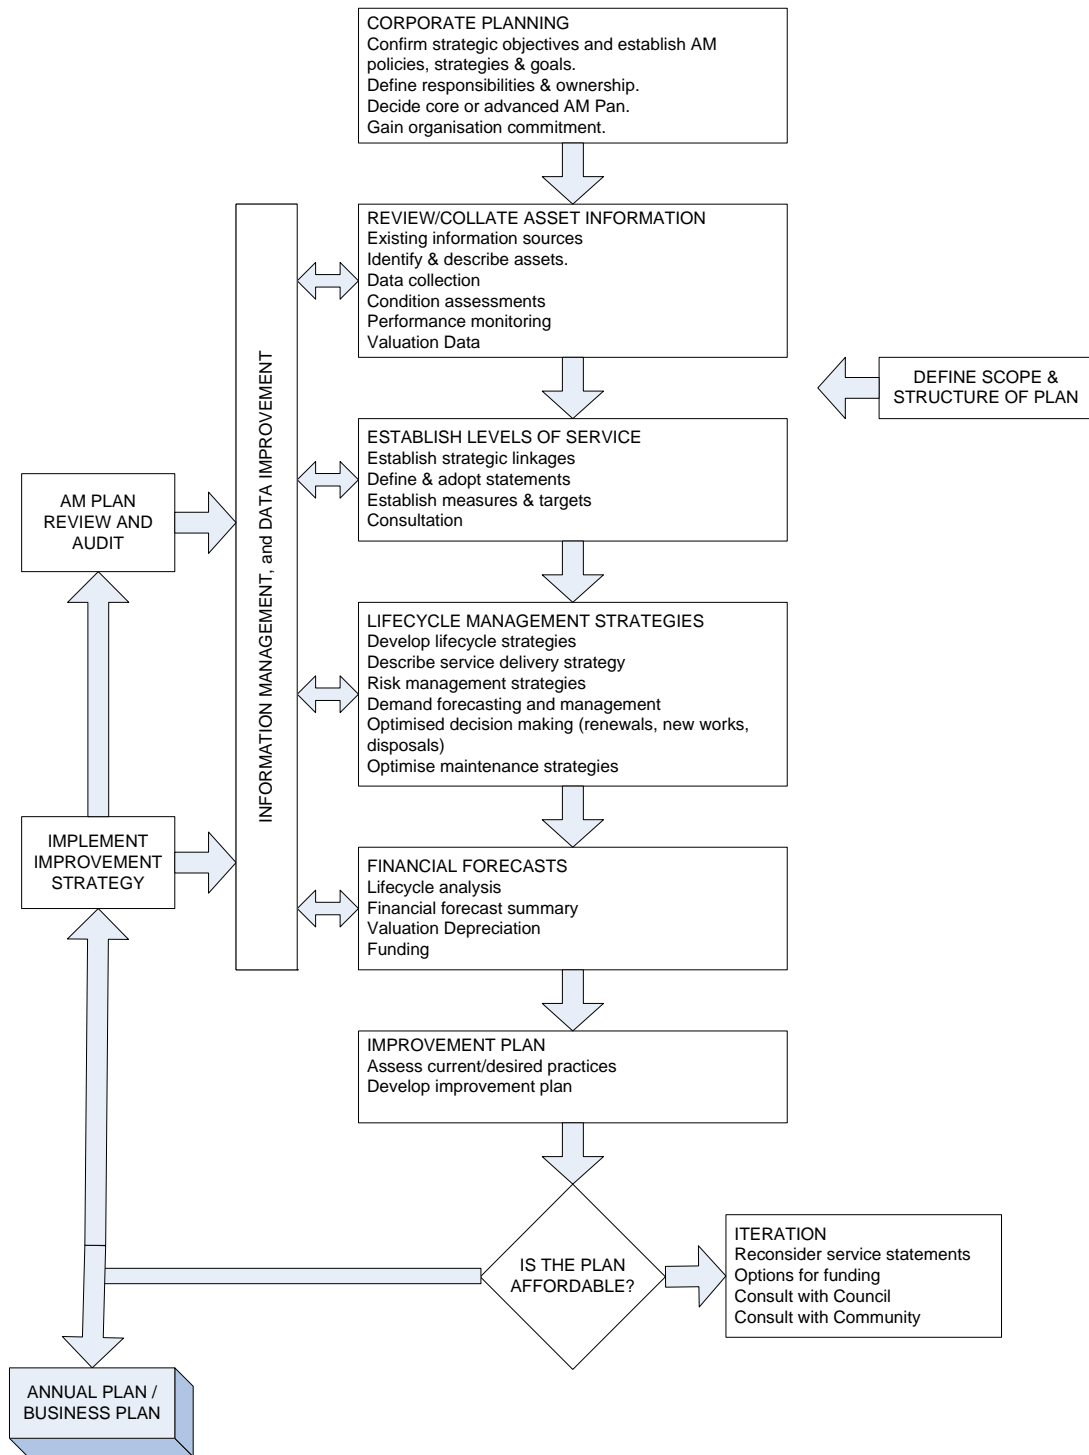 CORPORATE PLANNING
Confirm strategic objectives and establish AM
policies, strategies & goals.
Define responsibilities & ownership.
Decide core or advanced AM Pan.
Gain organisation commitment.
REVIEW/COLLATE ASSET INFORMATION
Existing information sources
Identify & describe assets.
Data collection
Condition assessments
Performance monitoring
Valuation Data
DEFINE SCOPE &
STRUCTURE OF PLAN
INFORMATION MANAGEMENT, and DATA IMPROVEMENT
ESTABLISH LEVELS OF SERVICE
Establish strategic linkages
Define & adopt statements
Establish measures & targets
Consultation
AM PLAN
REVIEW AND
AUDIT
LIFECYCLE MANAGEMENT STRATEGIES
Develop lifecycle strategies
Describe service delivery strategy
Risk management strategies
Demand forecasting and management
Optimised decision making (renewals, new works,
disposals)
Optimise maintenance strategies
IMPLEMENT
IMPROVEMENT
STRATEGY
FINANCIAL FORECASTS
Lifecycle analysis
Financial forecast summary
Valuation Depreciation
Funding
IMPROVEMENT PLAN
Assess current/desired practices
Develop improvement plan
IS THE PLAN
AFFORDABLE?
ITERATION
Reconsider service statements
Options for funding
Consult with Council
Consult with Community
ANNUAL PLAN /
BUSINESS PLAN